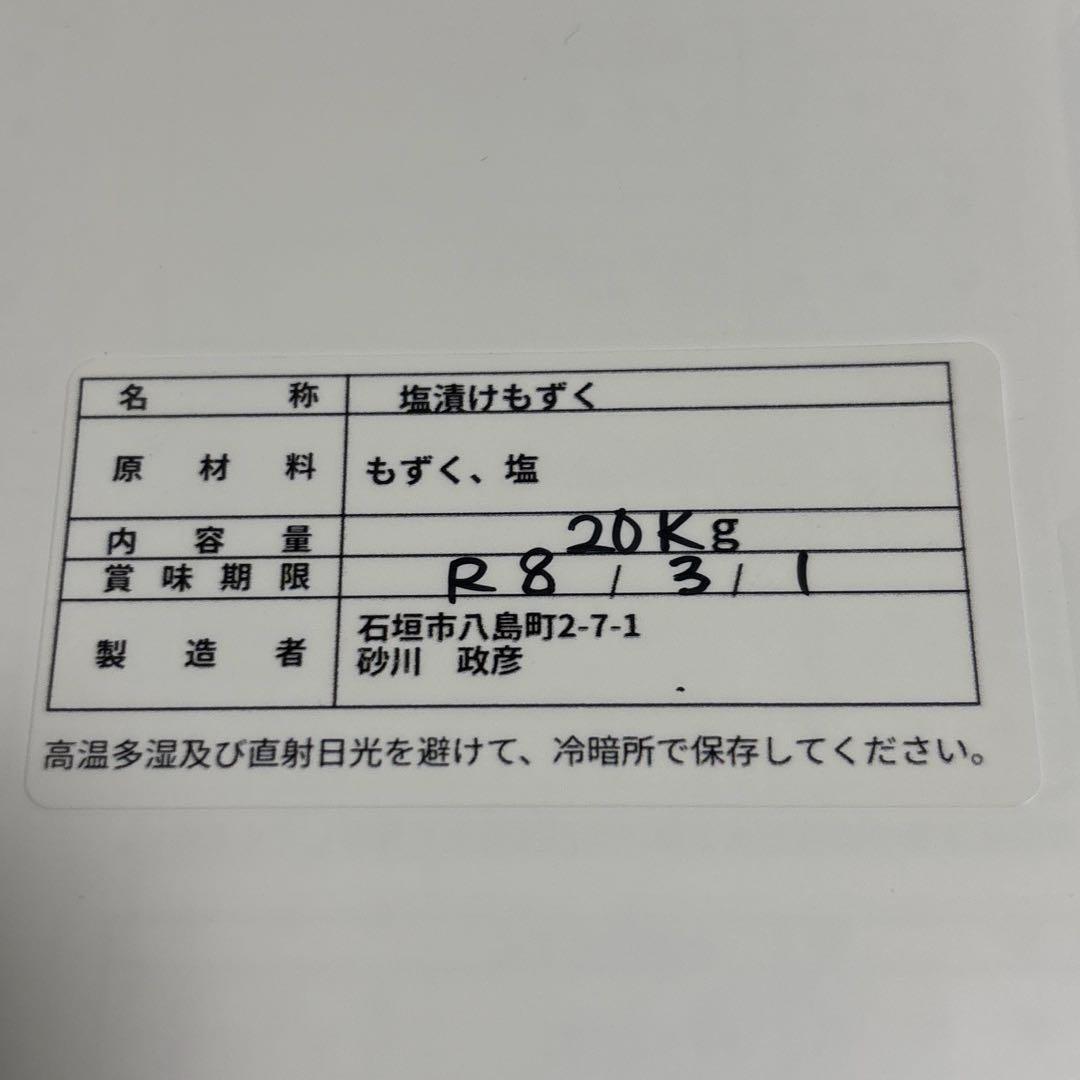 名称 塩漬けもずく
原材料 もずく、塩
内容量 20Kg
賞味期限 R8/3/1
製造者 石垣市八島町2-7-1
砂川 政彦
高温多湿及び直射日光を避けて、冷暗所で保存してください。